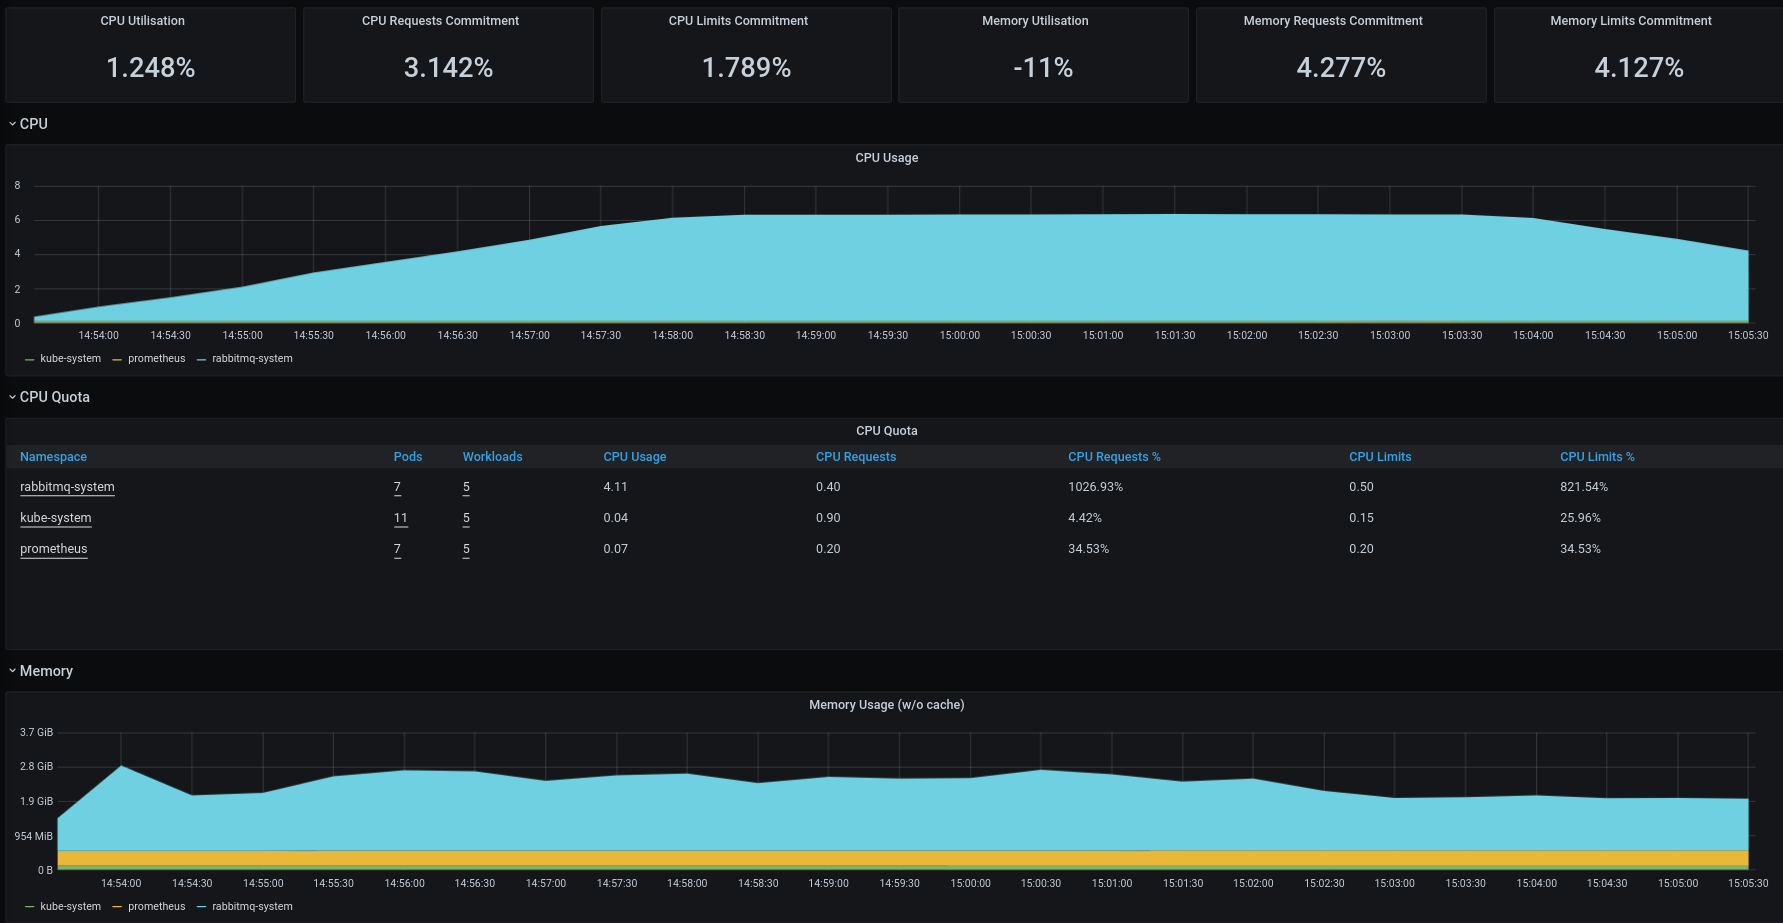 CPU Utilisation CPU Requests Commitment CPU Limits Commitment Memory Utilisation Memory Requests Commitment Memory Limits Commitment
1.248% 3.142% 1.789% -11% 4.277% 4.127%
CPU
CPU Usage
8
6
4
2
0
14:54:00 14:54:30 14:55:00 14:55:30 14:56:00 14:56:30 14:57:00 14:57:30 14:58:00 14:58:30 14:59:00 14:59:30 15:00:00 15:00:30 15:01:00 15:01:30 15:02:00 15:02:30 15:03:00 15:03:30 15:04:00 15:04:30 15:05:00 15:05:30
kube-system prometheus rabbitmq-system
CPU Quota
CPU Quota
Namespace Pods Workloads CPU Usage CPU Requests CPU Requests % CPU Limits CPU Limits %
rabbitmq-system 7 5 4.11 0.40 1026.93% 0.50 821.54%
kube-system 11 5 0.04 0.90 4.42% 0.15 25.96%
prometheus 7 5 0.07 0.20 34.53% 0.20 34.53%
Memory
Memory Usage (w/o cache)
3.7 GiB
2.8 GiB
1.9 GiB
954 MiB
0 B
14:54:00 14:54:30 14:55:00 14:55:30 14:56:00 14:56:30 14:57:00 14:57:30 14:58:00 14:58:30 14:59:00 14:59:30 15:00:00 15:00:30 15:01:00 15:01:30 15:02:00 15:02:30 15:03:00 15:03:30 15:04:00 15:04:30 15:05:00 15:05:30
kube-system prometheus rabbitmq-system